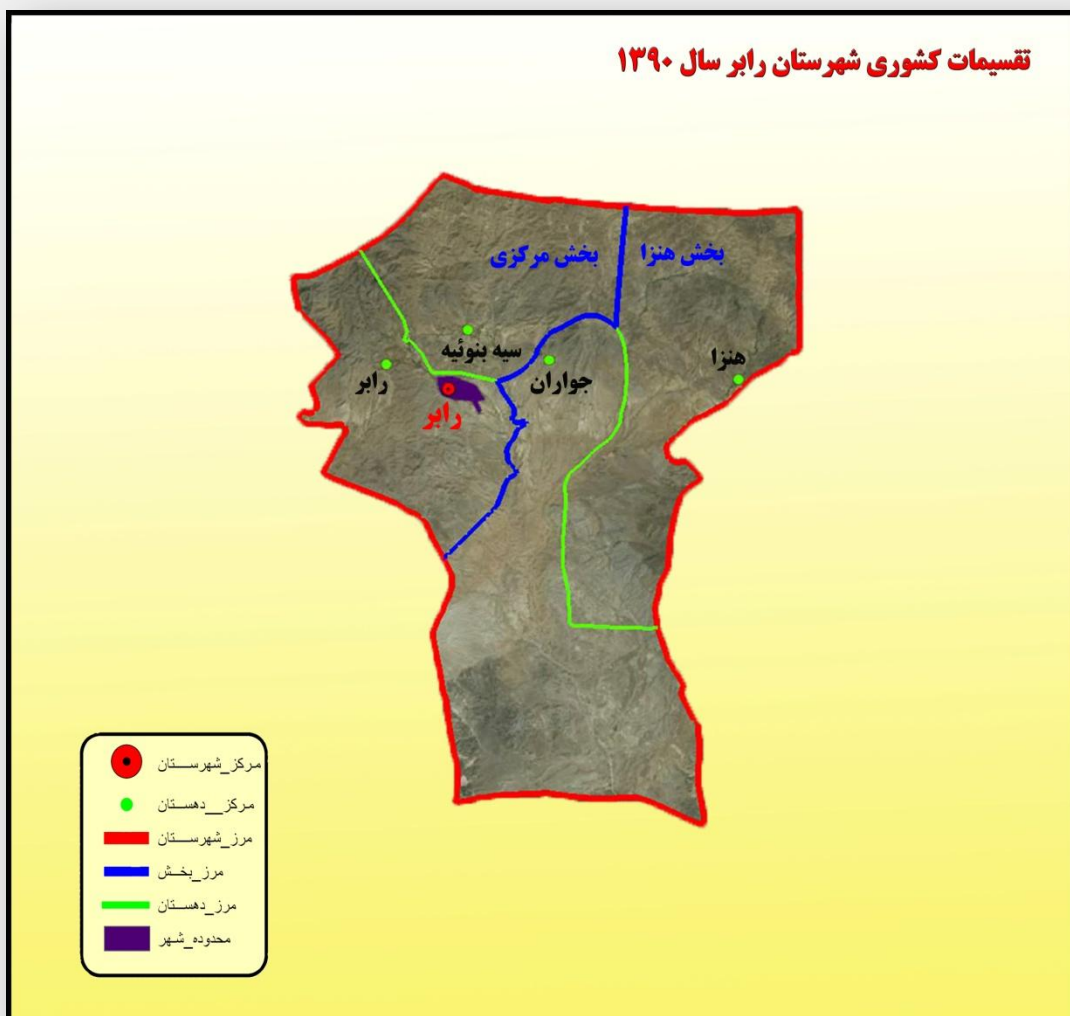 تقسیمات کشوری شهرستان رابر سال ۱۳۹۰
بخش هنزا
بخش مرکزی
سیه بنوئیه
هنزا
جواران
رابر
رابر
مرکز_شهرستان
مرکز__دهستان
مرز_شهرستان
مرز_بخش
مرز_دهستان
محدوده_شهر